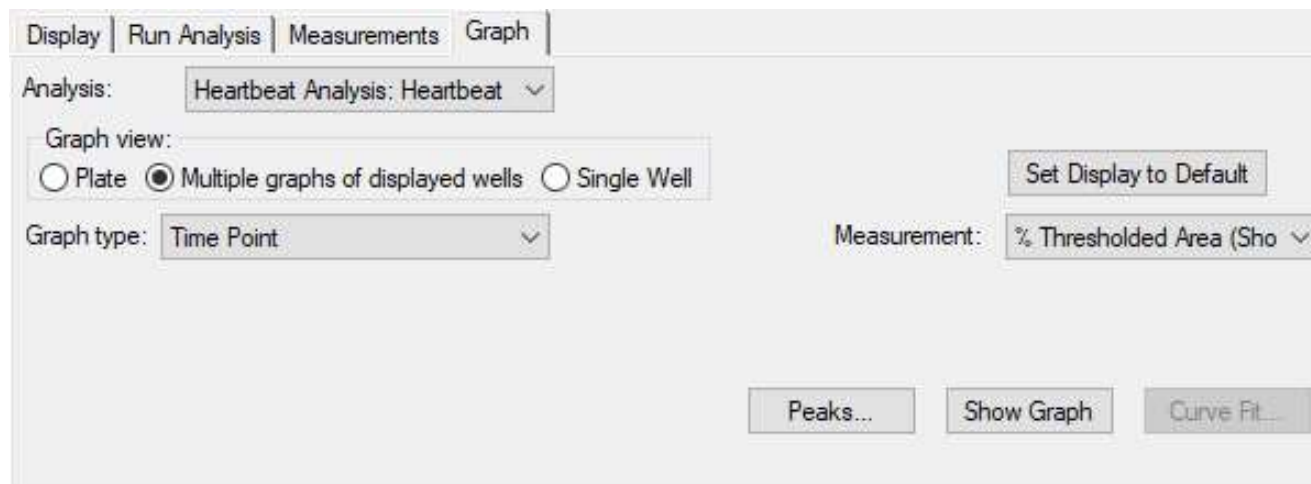 Display Run Analysis Measurements Graph
Analysis: Heartbeat Analysis: Heartbeat
Graph view:
Plate Multiple graphs of displayed wells Single Well
Set Display to Default
Graph type: Time Point
Measurement: % Thresholded Area (Sho
Peaks... Show Graph Curve Fit...